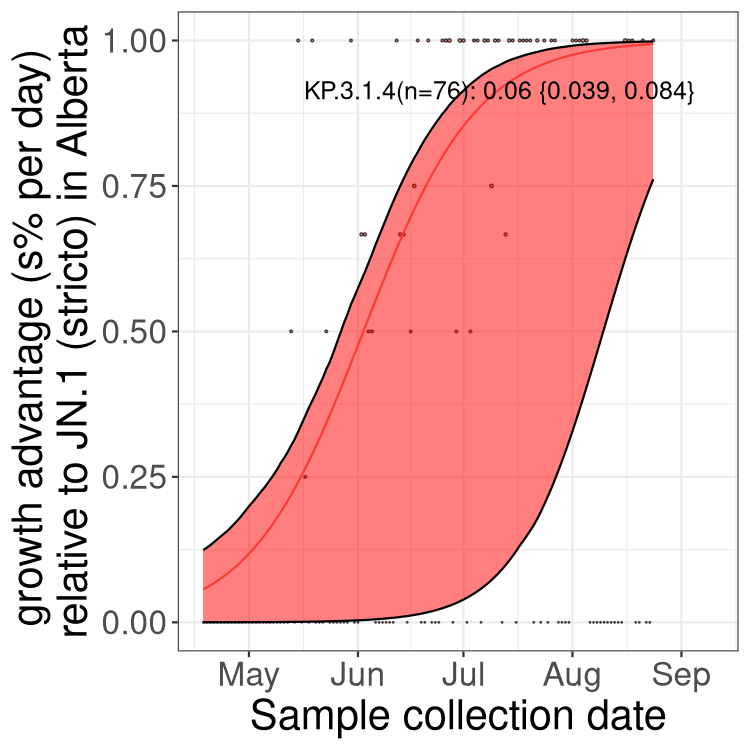 growth advantage (s% per day)
relative to JN.1 (stricto) in Alberta
1.00
0.75
0.50
0.25
0.00
KP.3.1.4(n=76): 0.06 {0.039, 0.084}
May Jun Jul Aug Sep
Sample collection date